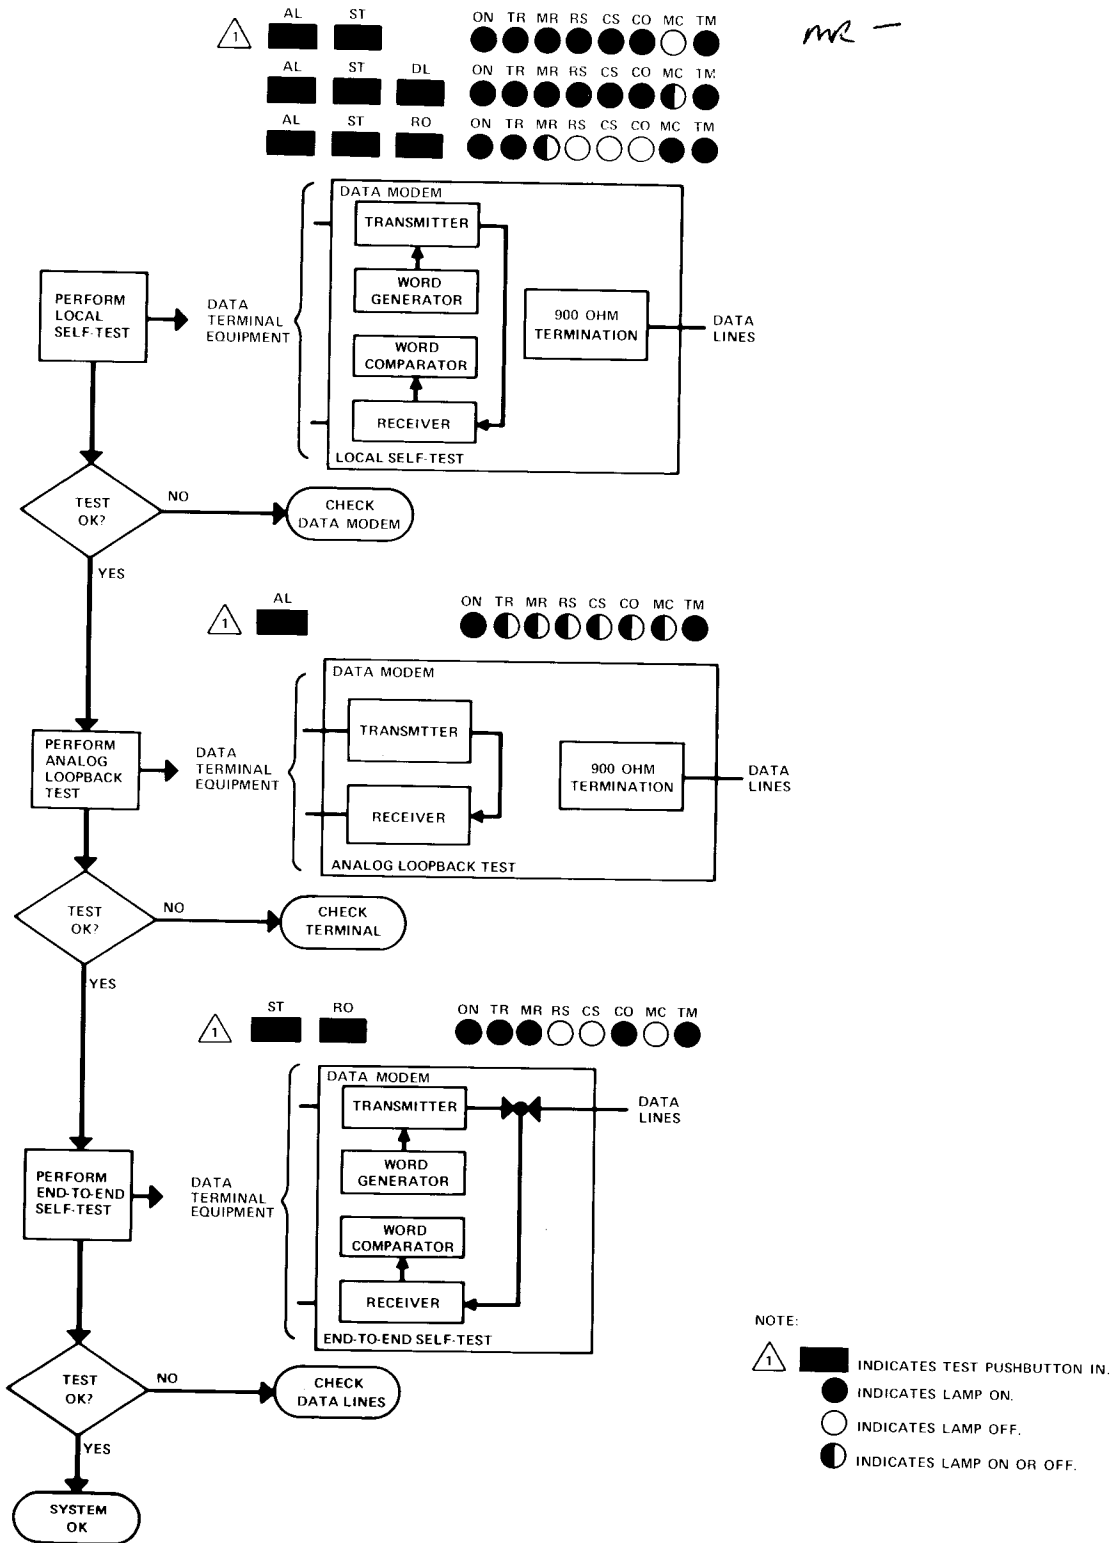 AL ST ON TR MR RS CS CO MC TM
1
MR —
AL ST DL ON TR MR RS CS CO MC TM
AL ST RO ON TR MR RS CS CO MC TM
DATA MODEM
TRANSMITTER
WORD
GENERATOR
WORD
COMPARATOR
RECEIVER
LOCAL SELF-TEST
900 OHM
TERMINATION
DATA
LINES
PERFORM
LOCAL
SELF-TEST
DATA
TERMINAL
EQUIPMENT
TEST
OK?
NO
CHECK
DATA MODEM
YES
AL ON TR MR RS CS CO MC TM
1
DATA MODEM
TRANSMTTER
RECEIVER
ANALOG LOOPBACK TEST
900 OHM
TERMINATION
DATA
LINES
PERFORM
ANALOG
LOOPBACK
TEST
DATA
TERMINAL
EQUIPMENT
TEST
OK?
NO
CHECK
TERMINAL
YES
ST RO ON TR MR RS CS CO MC TM
1
DATA MODEM
TRANSMITTER
WORD
GENERATOR
WORD
COMPARATOR
RECEIVER
END-TO-END SELF-TEST
DATA
LINES
PERFORM
END-TO-END
SELF-TEST
DATA
TERMINAL
EQUIPMENT
TEST
OK?
NO
CHECK
DATA LINES
YES
SYSTEM
OK
NOTE:
1 INDICATES TEST PUSHBUTTON IN.
INDICATES LAMP ON.
INDICATES LAMP OFF.
INDICATES LAMP ON OR OFF.